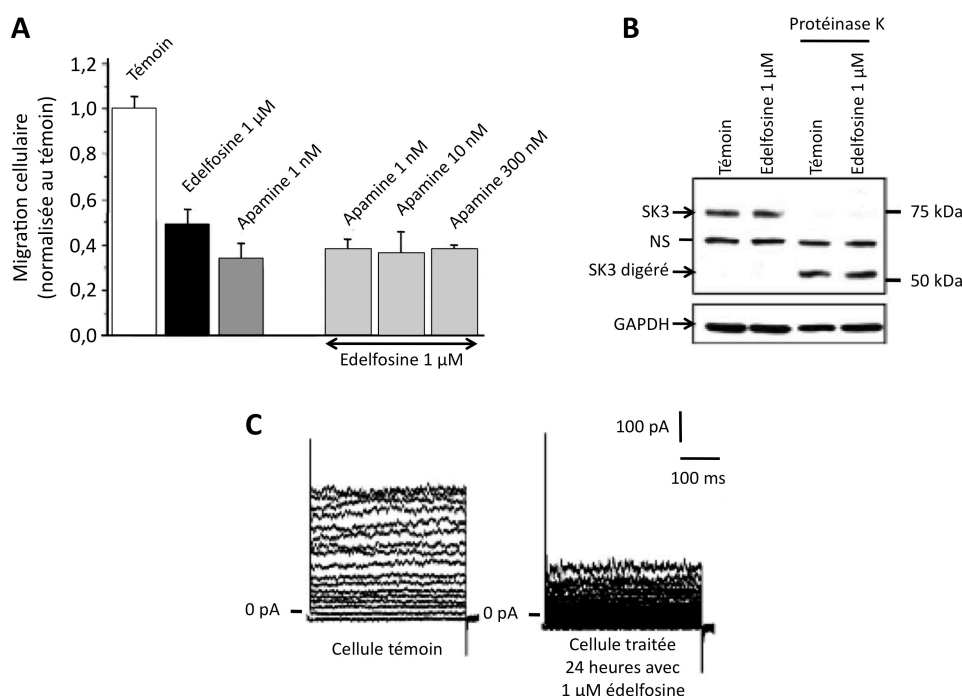 A
Migration cellulaire
(normalisée au témoin)
1,2
1,0
0,8
0,6
0,4
0,2
0,0
Témoin
Edelfosine 1 µM
Apamine 1 nM
Apamine 1 nM
Apamine 10 nM
Apamine 300 nM
Edelfosine 1 µM
B
Protéinase K
Témoin
Edelfosine 1 µM
Témoin
Edelfosine 1 µM
SK3
NS
SK3 digéré
GAPDH
75 kDa
50 kDa
C
100 pA
100 ms
0 pA
Cellule témoin
0 pA
Cellule traitée
24 heures avec
1 µM édelfosine